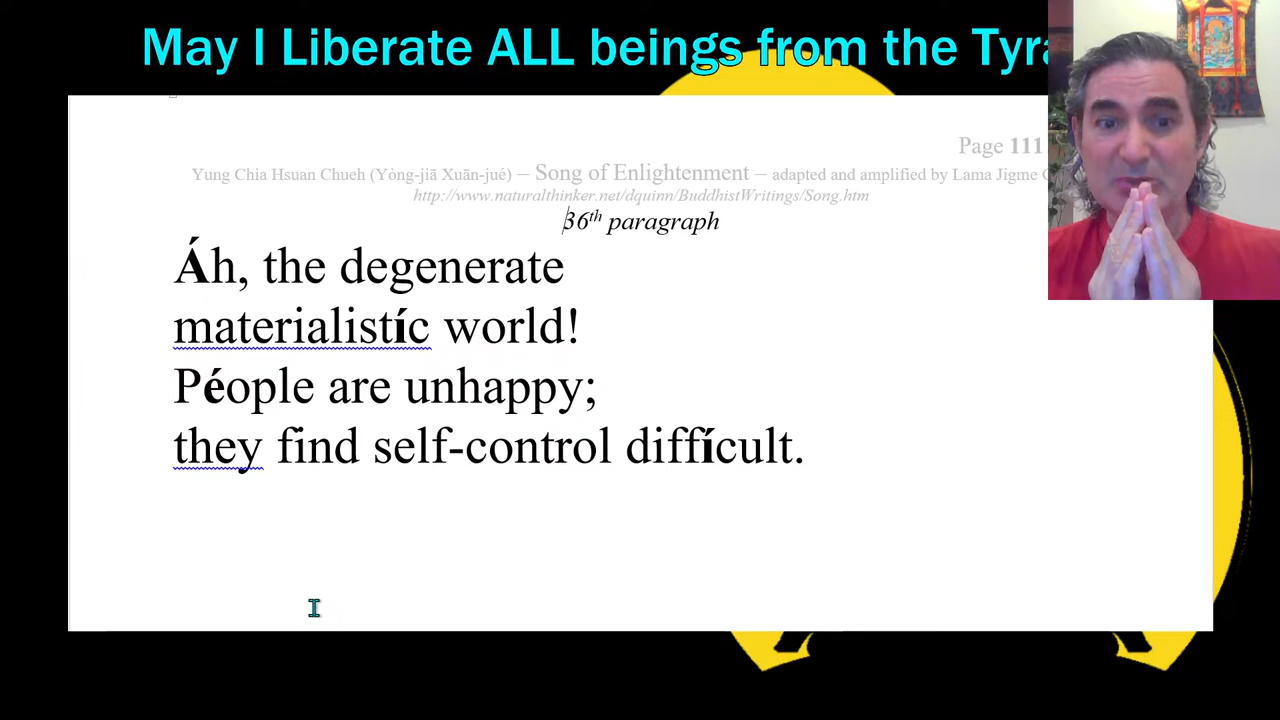 May I Liberate ALL beings from the
Page 111
Yung Chia Hsuan Chueh (Yòng-jiā Xuān-jué) – Song of Enlightenment – adapted and amplified by Lama Jigme
http://www.naturalthinker.net/dquinn/BuddhistWritings/Song.htm
36th paragraph
Áh, the degenerate
materialistíc world!
Péople are unhappy;
they find self-control diffícult.